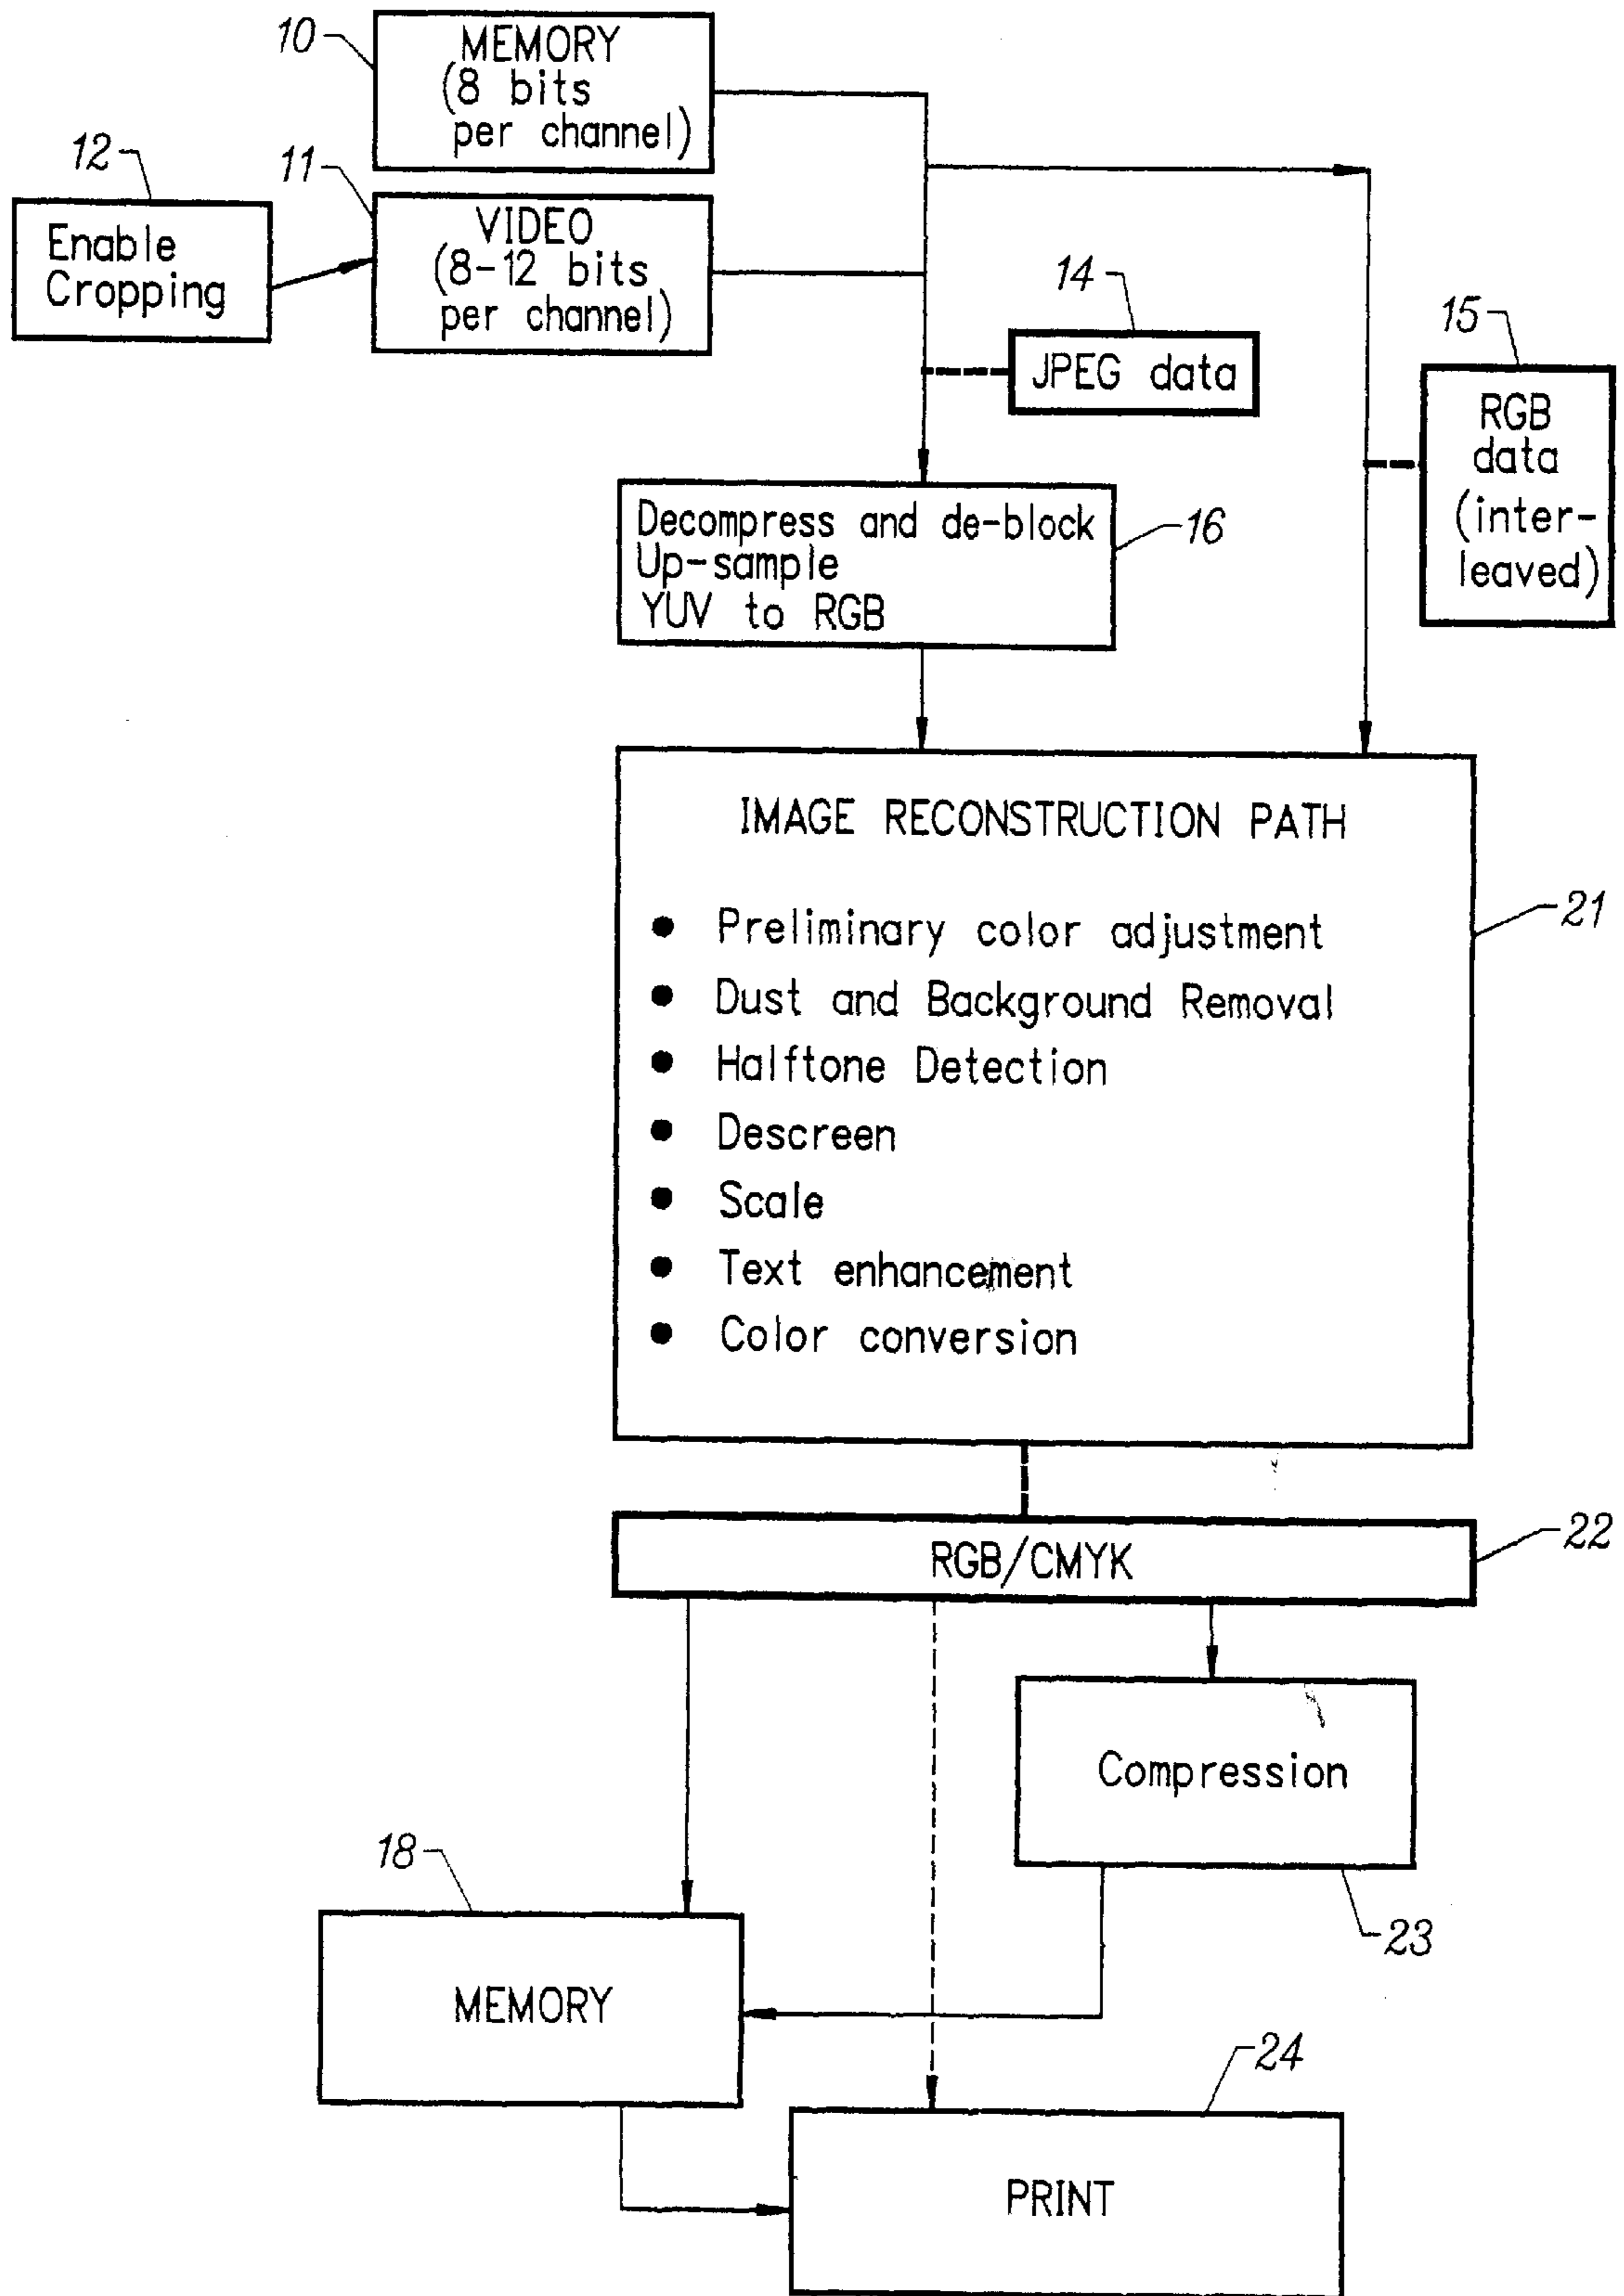 10
MEMORY
(8 bits
per channel)
12
11
Enable
Cropping
VIDEO
(8-12 bits
per channel)
14
JPEG data
15
RGB
data
(inter-
leaved)
Decompress and de-block
Up-sample
YUV to RGB
16
IMAGE RECONSTRUCTION PATH
● Preliminary color adjustment
● Dust and Background Removal
● Halftone Detection
● Descreen
● Scale
● Text enhancement
● Color conversion
21
RGB/CMYK
22
Compression
23
18
MEMORY
24
PRINT